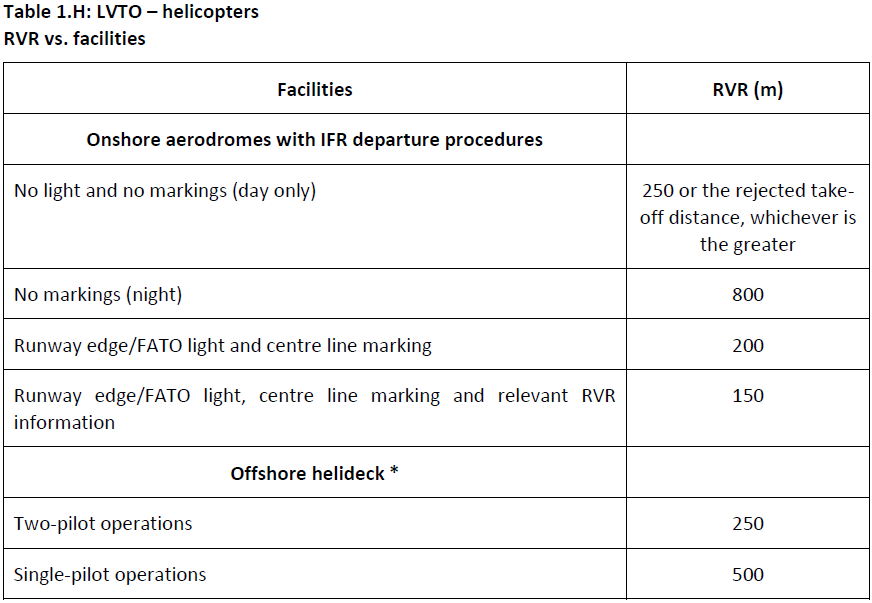 Table 1.H: LVTO – helicopters
RVR vs. facilities
Facilities
RVR (m)
Onshore aerodromes with IFR departure procedures
No light and no markings (day only)
250 or the rejected take-
off distance, whichever is
the greater
No markings (night)
800
Runway edge/FATO light and centre line marking
200
Runway edge/FATO light, centre line marking and relevant RVR
information
150
Offshore helideck *
Two-pilot operations
250
Single-pilot operations
500